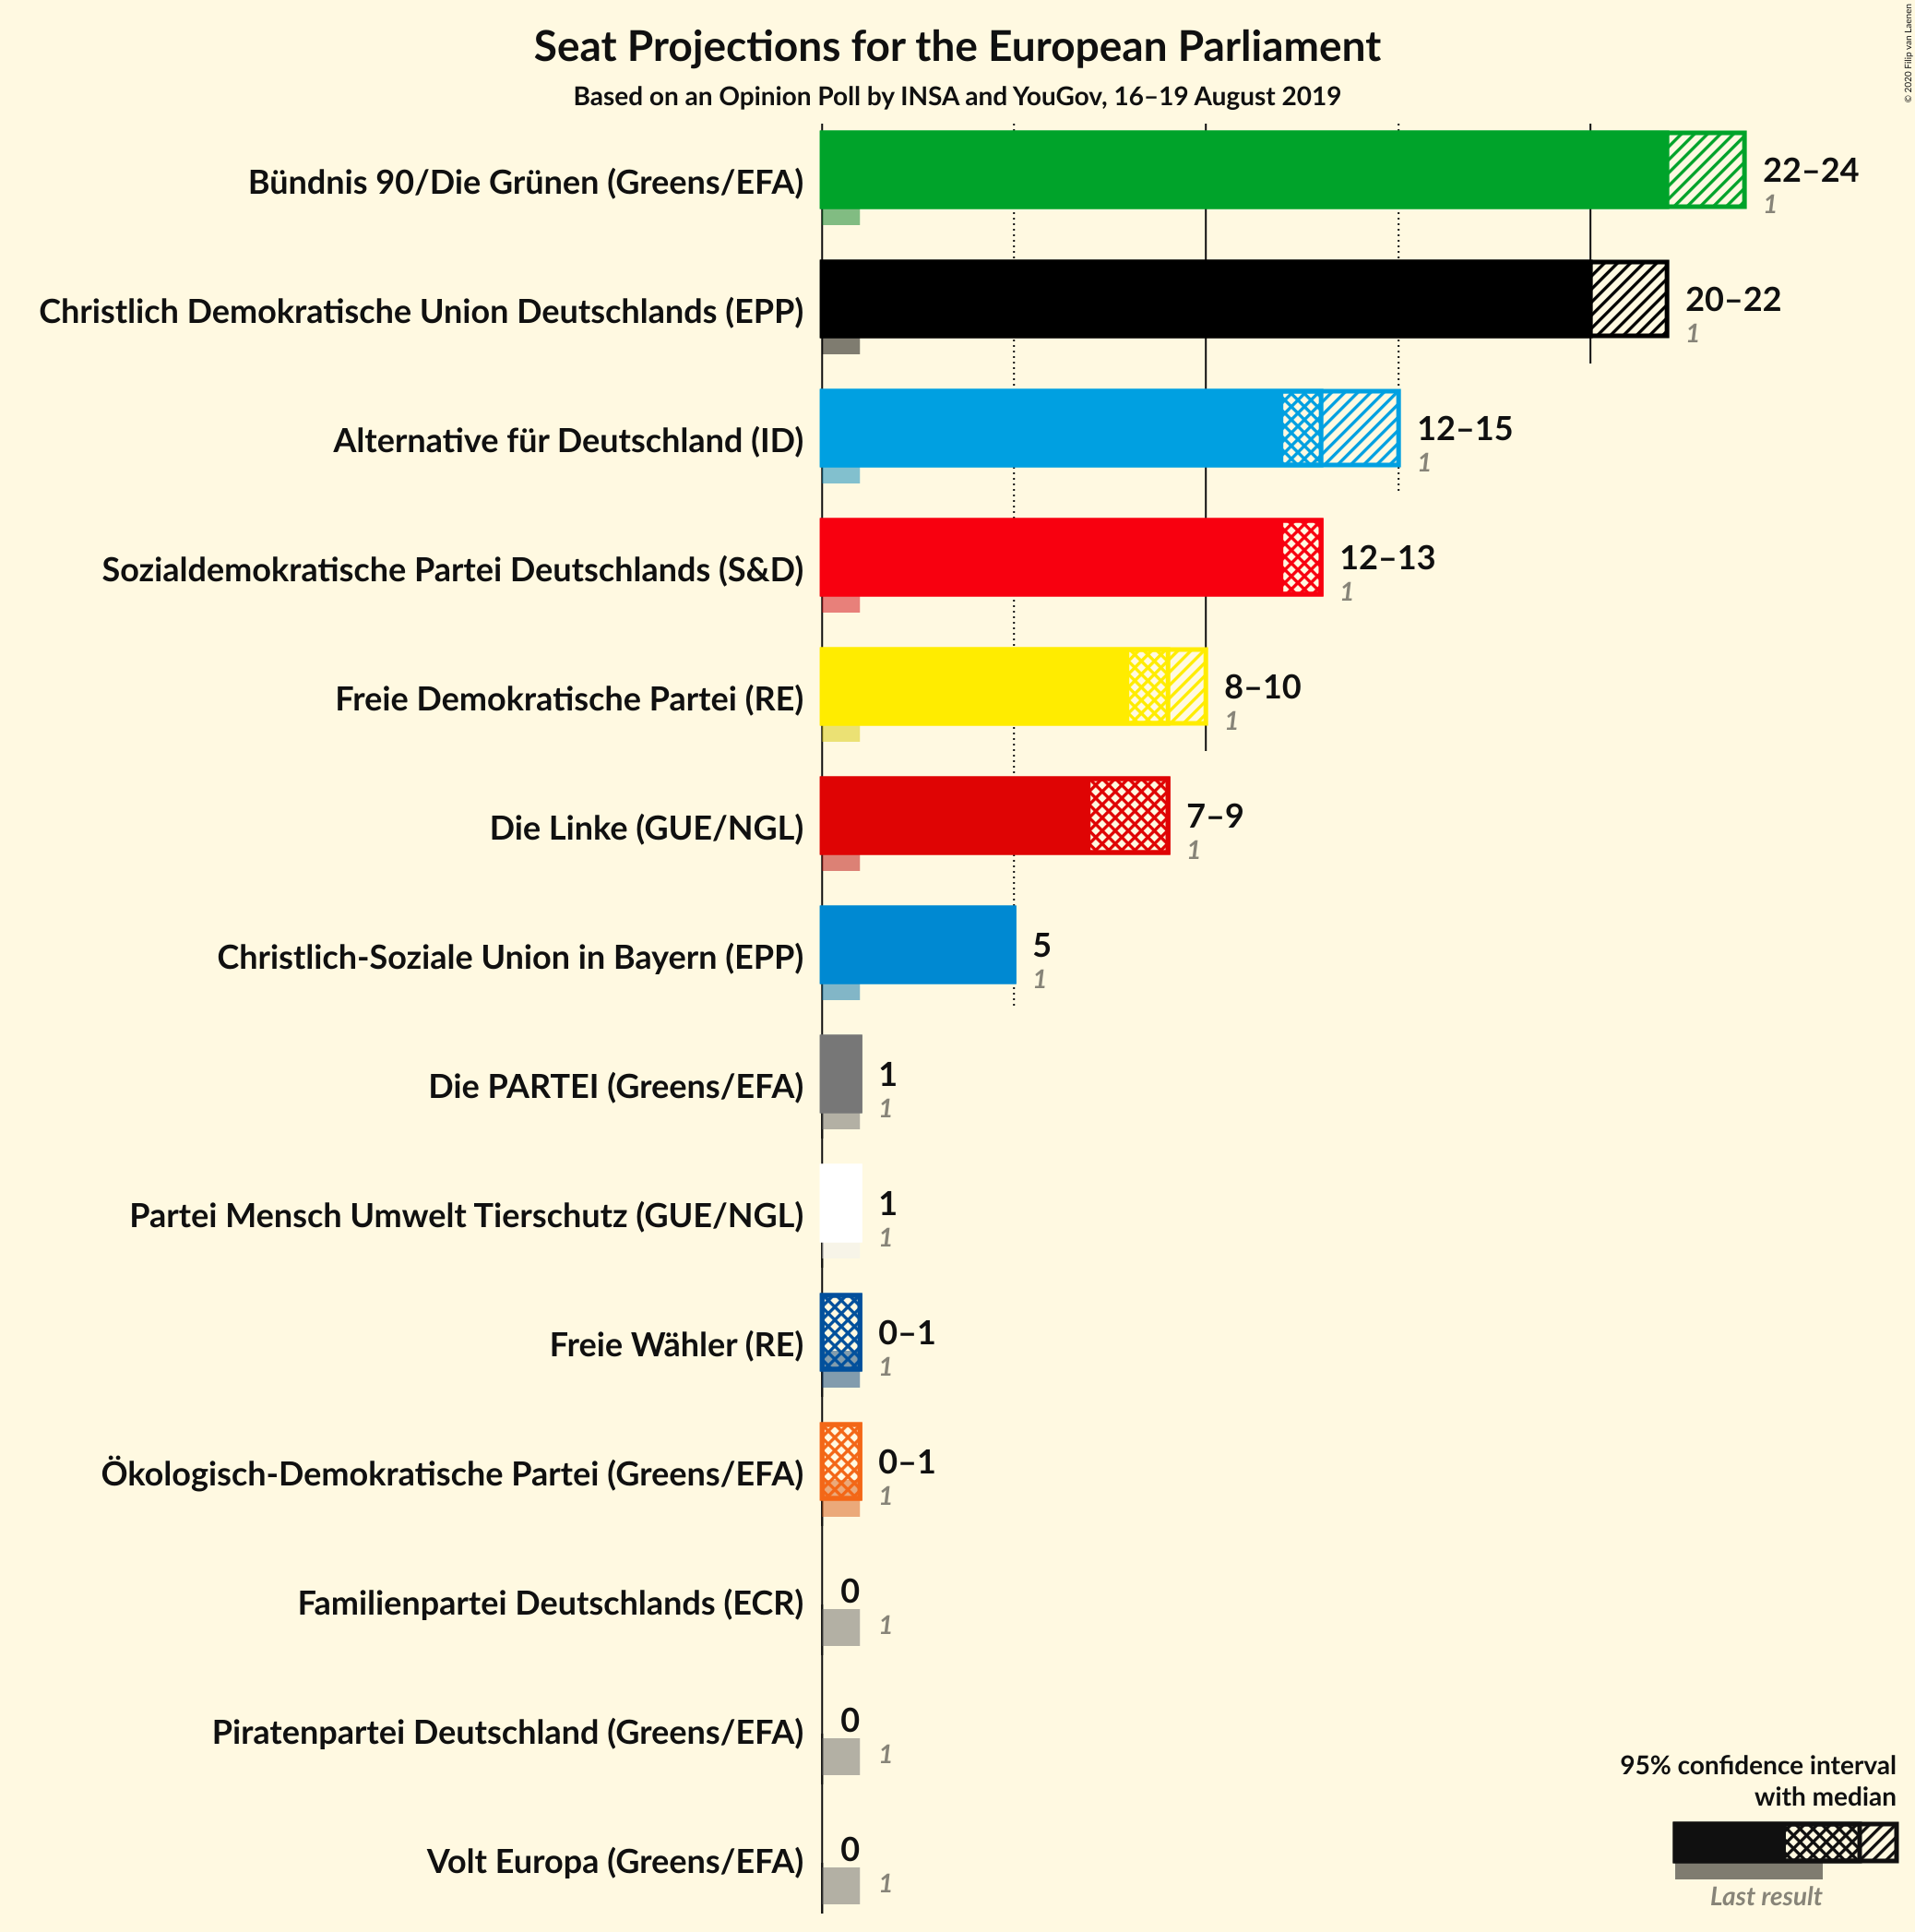 Seat Projections for the European Parliament
Based on an Opinion Poll by INSA and YouGov, 16–19 August 2019
© 2020 Filip van Laenen
Bündnis 90/Die Grünen (Greens/EFA)
22–24
1
Christlich Demokratische Union Deutschlands (EPP)
20–22
1
Alternative für Deutschland (ID)
12–15
1
Sozialdemokratische Partei Deutschlands (S&D)
12–13
1
Freie Demokratische Partei (RE)
8–10
1
Die Linke (GUE/NGL)
7–9
1
Christlich-Soziale Union in Bayern (EPP)
5
1
Die PARTEI (Greens/EFA)
1
1
Partei Mensch Umwelt Tierschutz (GUE/NGL)
1
1
Freie Wähler (RE)
0–1
1
Ökologisch-Demokratische Partei (Greens/EFA)
0–1
1
Familienpartei Deutschlands (ECR)
0
1
Piratenpartei Deutschland (Greens/EFA)
0
1
Volt Europa (Greens/EFA)
0
1
95% confidence interval
with median
Last result